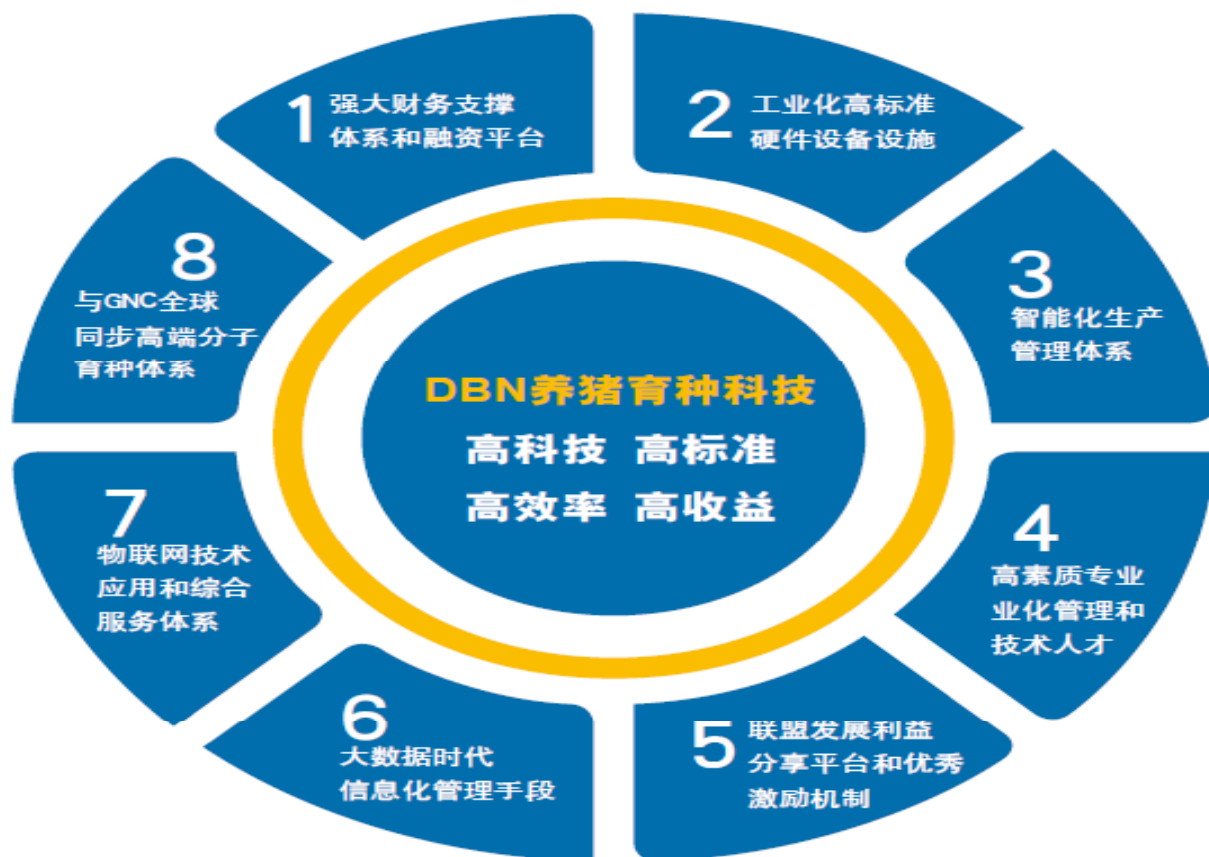 1
强大财务支撑
体系和融资平台
2
工业化高标准
硬件设备设施
3
智能化生产
管理体系
4
高素质专业
业化管理和
技术人才
5
联盟发展利益
分享平台和优秀
激励机制
6
大数据时代
信息化管理手段
7
物联网技术
应用和综合
服务体系
8
与GNC全球
同步高端分子
育种体系
DBN养猪育种科技
高科技 高标准
高效率 高收益